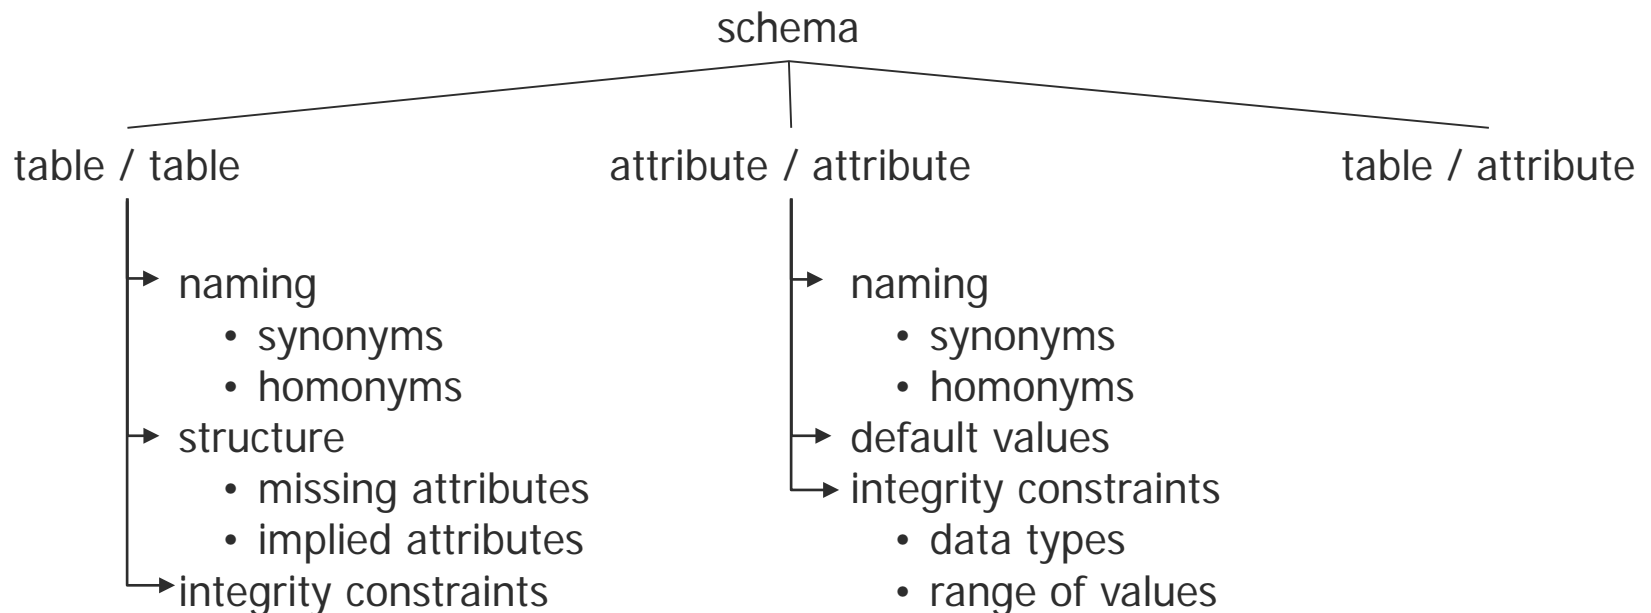 schema
table / table
attribute / attribute
table / attribute
naming
• synonyms
• homonyms
structure
• missing attributes
• implied attributes
integrity constraints
naming
• synonyms
• homonyms
default values
integrity constraints
• data types
• range of values